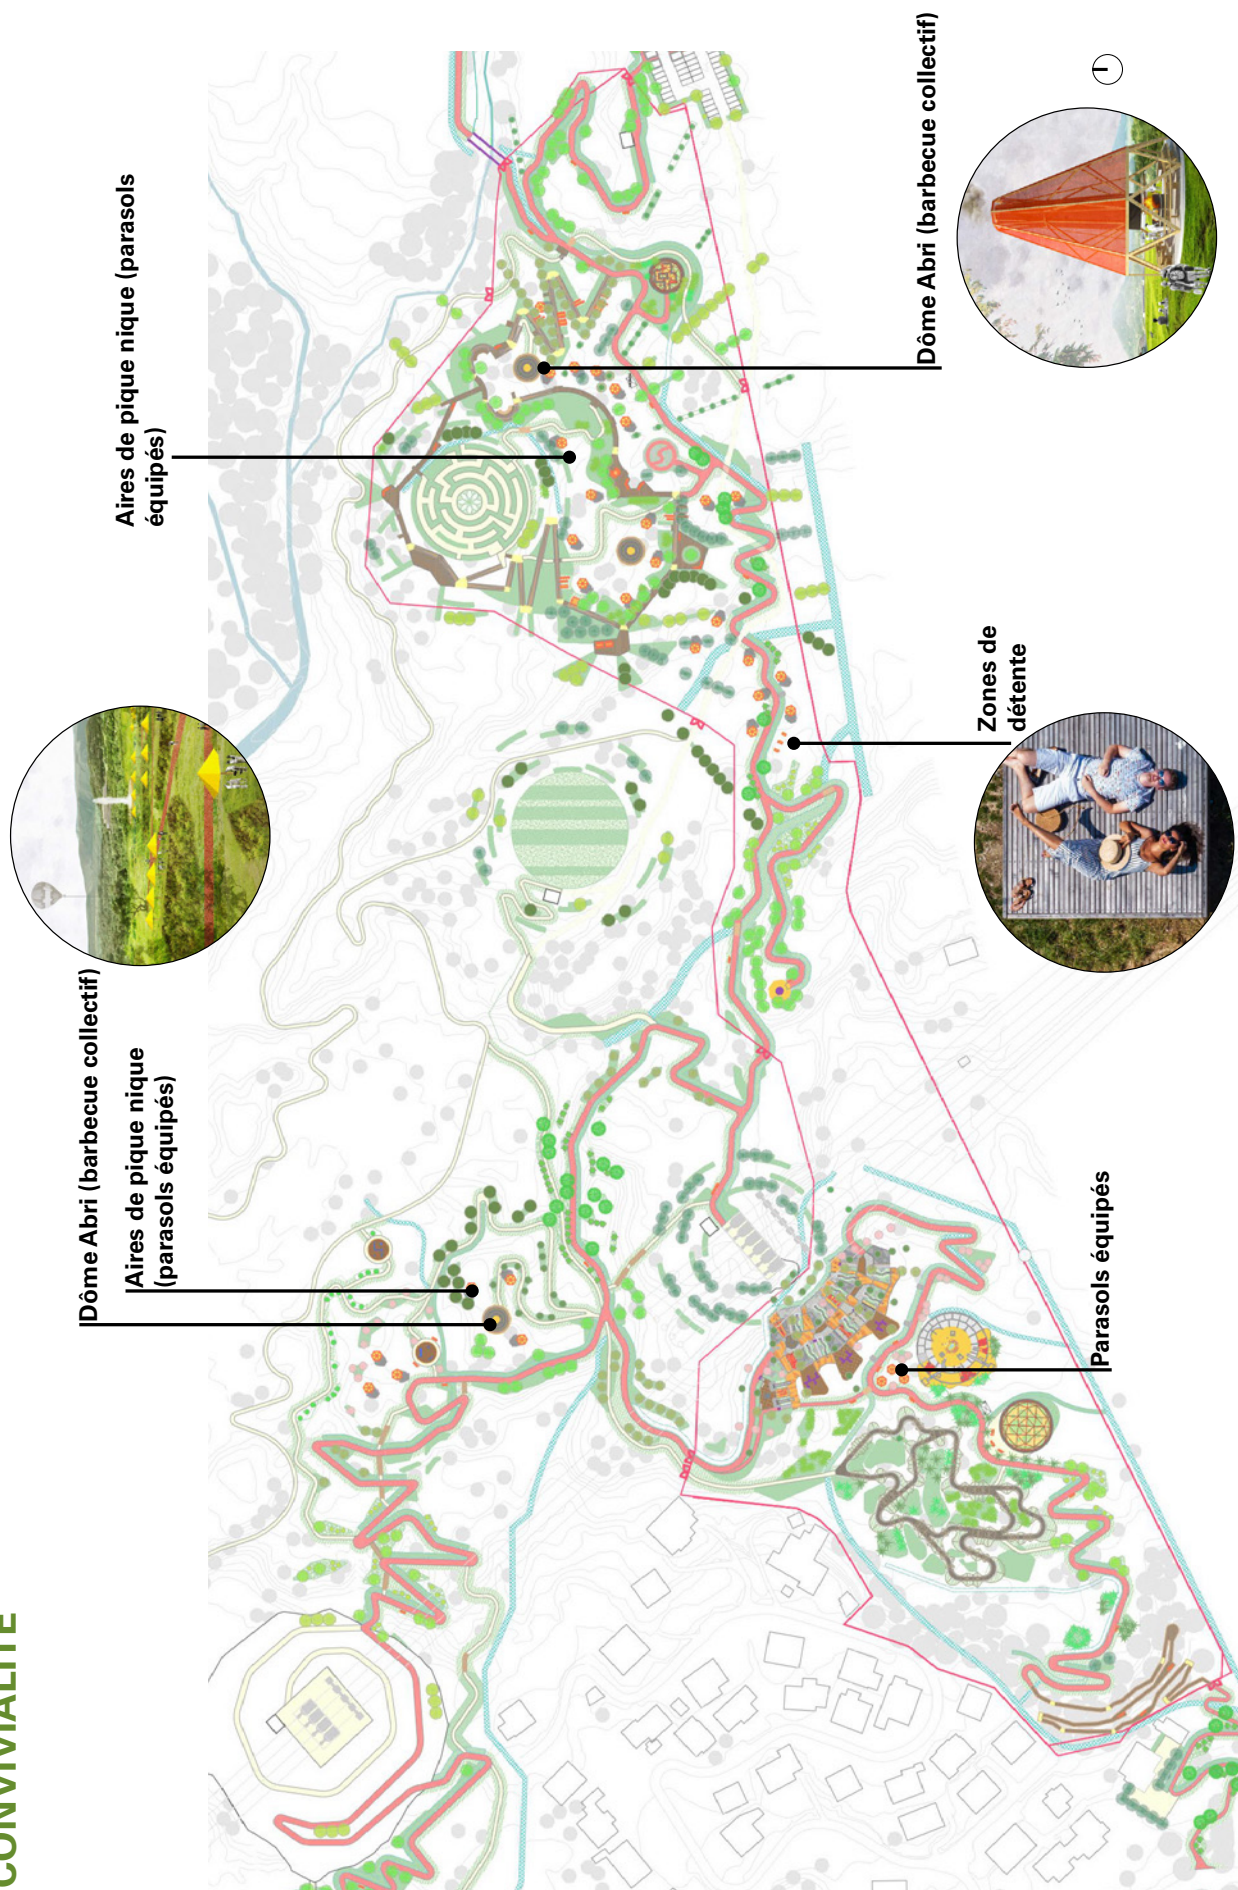 CONVIVIALITÉ
Dôme Abri (barbecue collectif)
Aires de pique nique
(parasols équipés)
Aires de pique nique (parasols
équipés)
Parasols équipés
Zones de
détente
Dôme Abri (barbecue collectif)